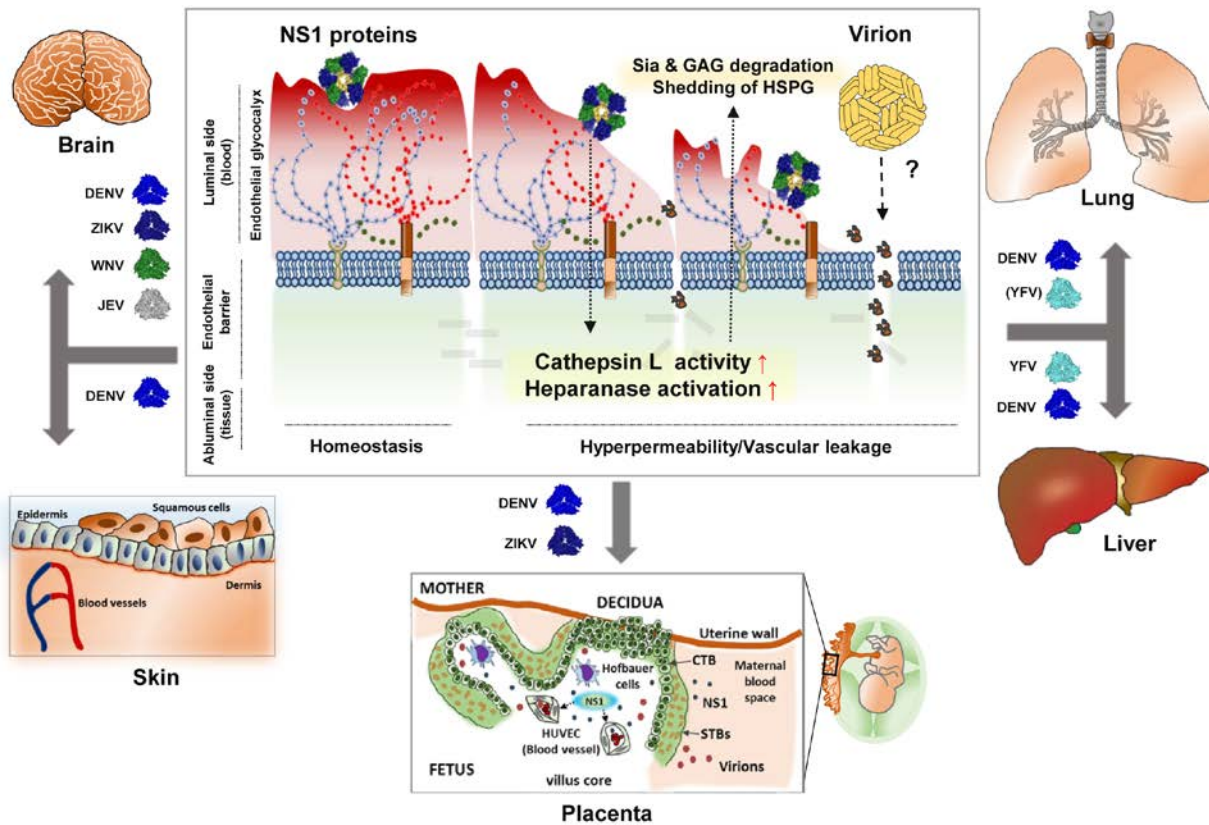 NS1 proteins
Virion
Sia & GAG degradation
Shedding of HSPG
?
Luminal side
(blood)
Endothelial glycocalyx
Endothelial
barrier
Abluminal side
(tissue)
Cathepsin L activity ↑
Heparanase activation ↑
Homeostasis
Hyperpermeability/Vascular leakage
Brain
DENV
ZIKV
WNV
JEV
DENV
Lung
DENV
(YFV)
YFV
DENV
Liver
Epidermis
Squamous cells
Dermis
Blood vessels
Skin
DENV
ZIKV
MOTHER
DECIDUA
Uterine wall
CTB
Maternal
blood
space
Hofbauer
cells
NS1
NS1
HUVEC
(Blood vessel)
STBs
FETUS
villus core
Virions
Placenta